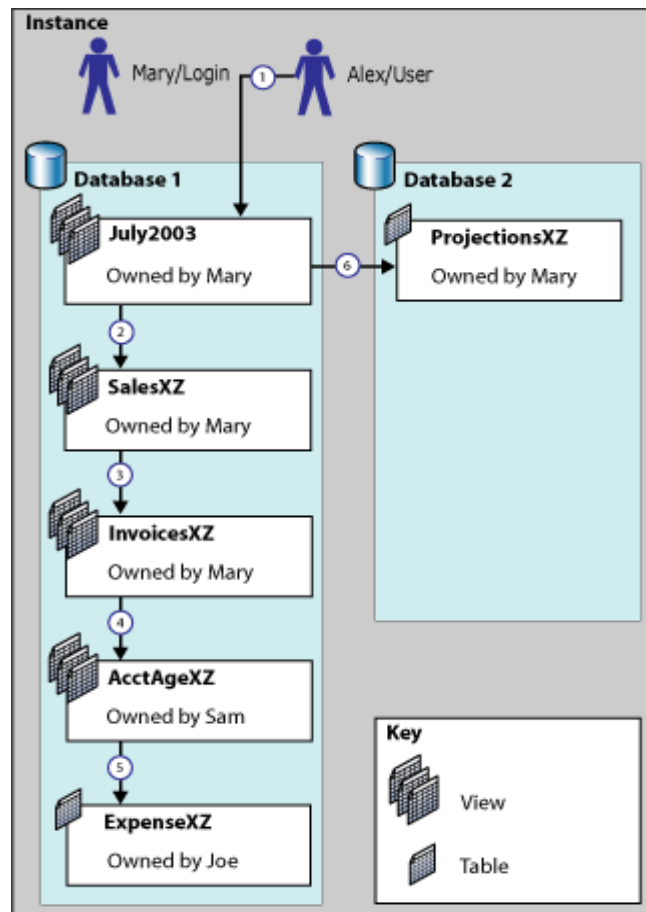 Instance
Mary/Login
1
Alex/User
Database 1
July2003
Owned by Mary
2
SalesXZ
Owned by Mary
3
InvoicesXZ
Owned by Mary
4
AcctAgeXZ
Owned by Sam
5
ExpenseXZ
Owned by Joe
6
Database 2
ProjectionsXZ
Owned by Mary
Key
View
Table